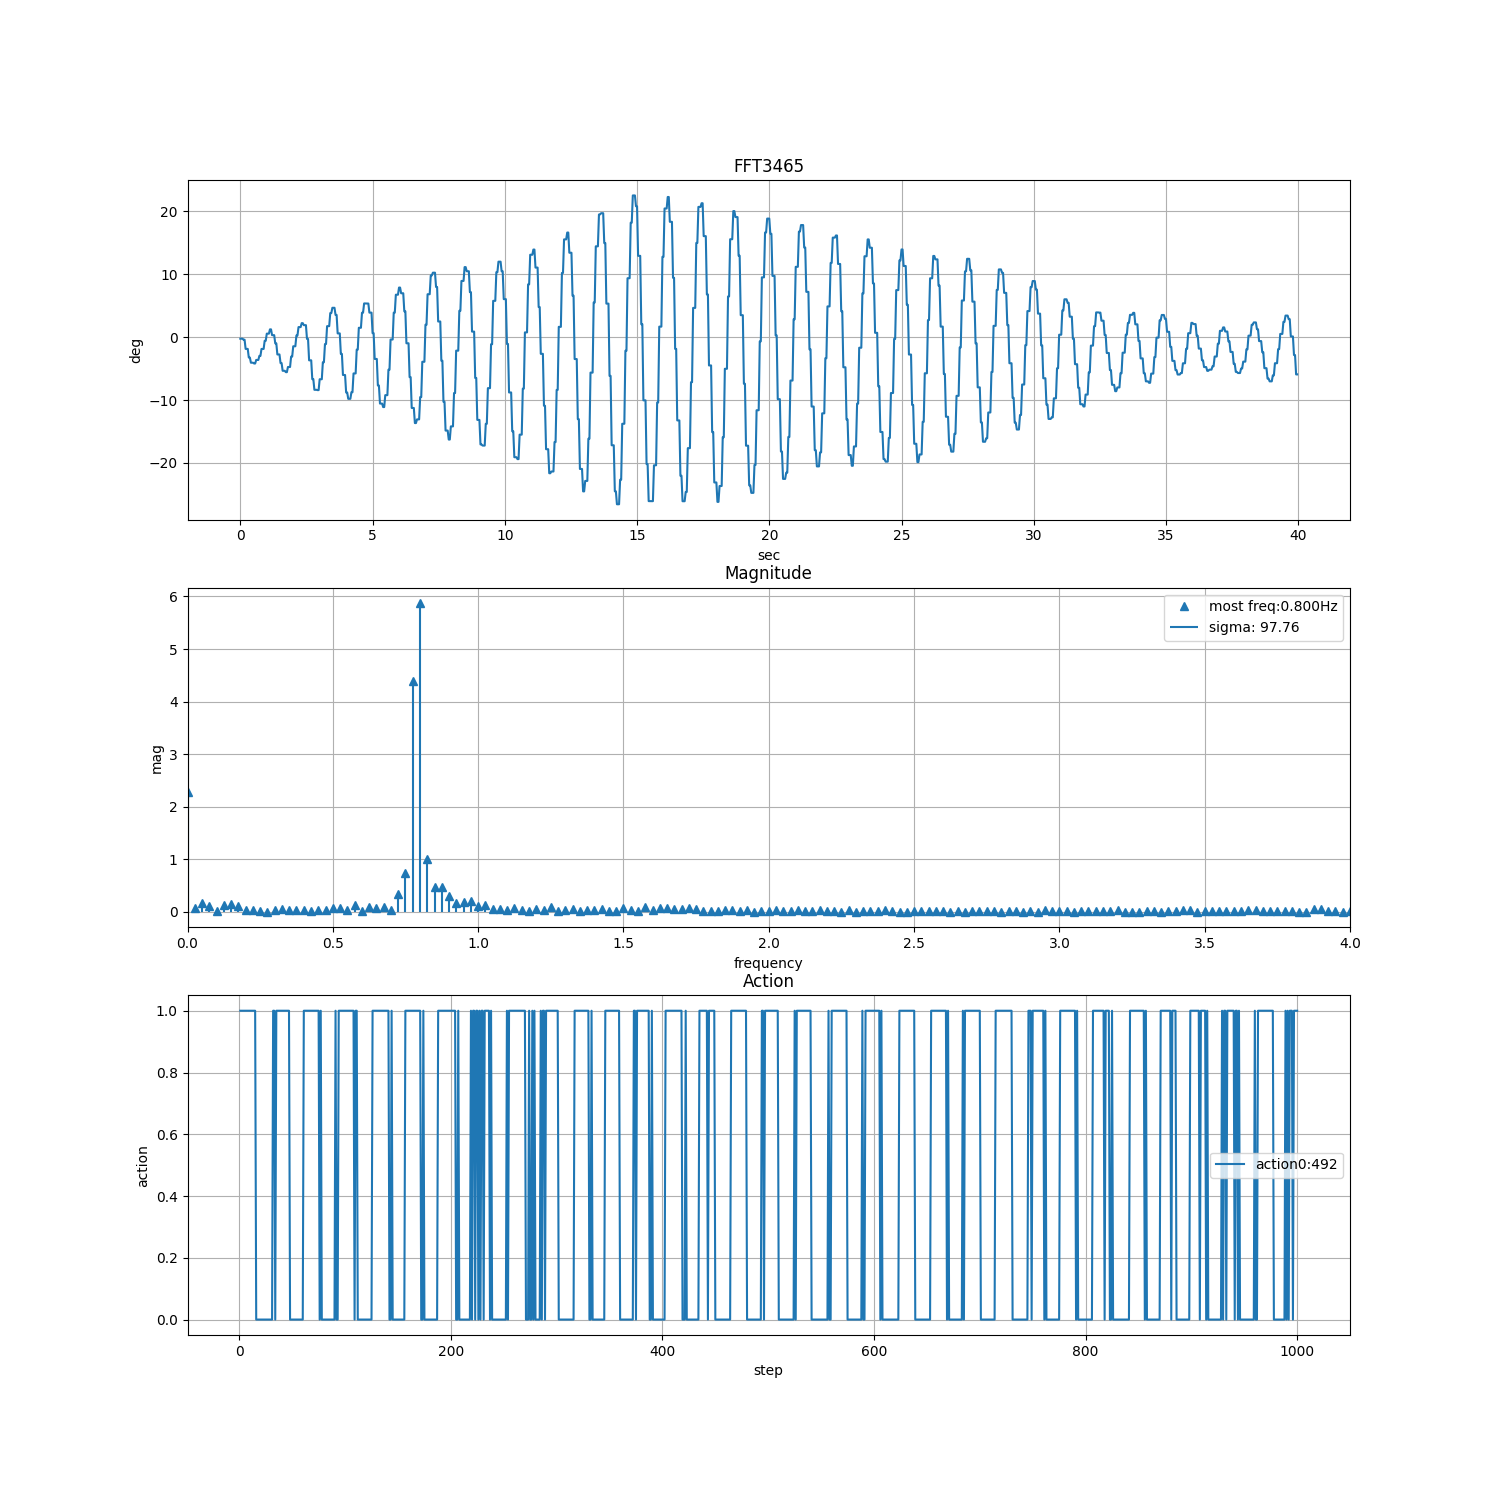 FFT3465
20
10
0
−10
−20
deg
0 5 10 15 20 25 30 35 40
sec
Magnitude
6
5
4
3
2
1
0
mag
most freq:0.800Hz
sigma: 97.76
0.0 0.5 1.0 1.5 2.0 2.5 3.0 3.5 4.0
frequency
Action
1.0
0.8
0.6
0.4
0.2
0.0
action
action0:492
0 200 400 600 800 1000
step